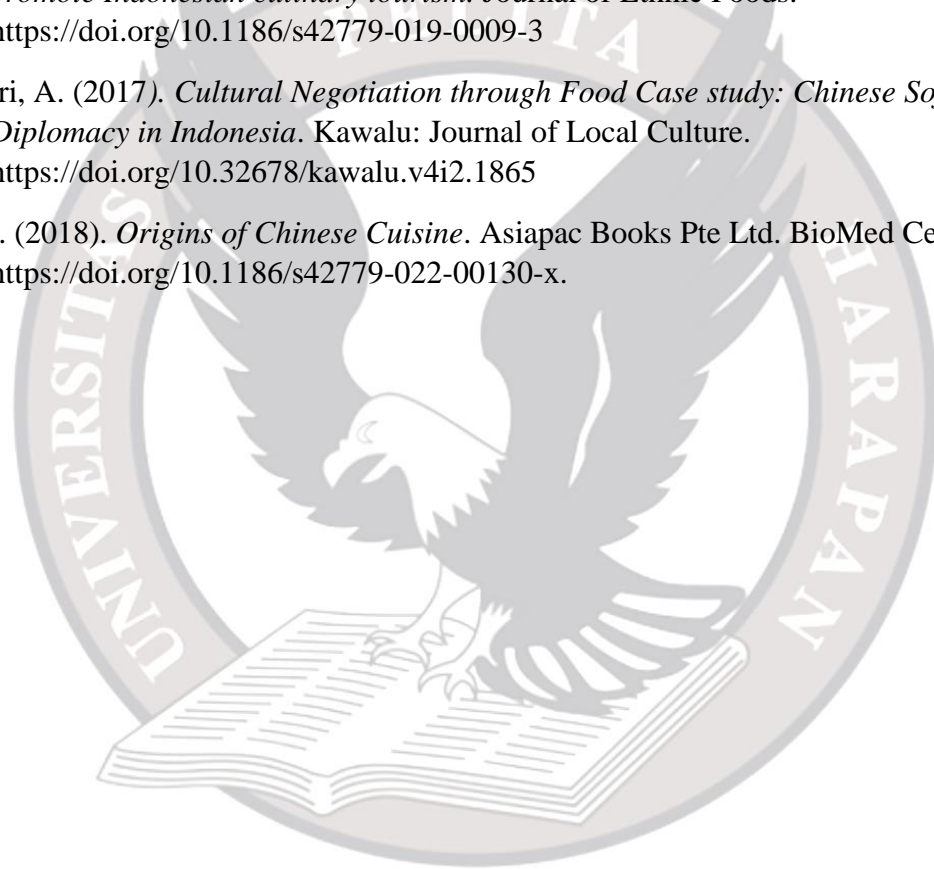 promote Indonesian culinary tourism. Journal of Ethnic Foods.
https://doi.org/10.1186/s42779-019-0009-3
ri, A. (2017). Cultural Negotiation through Food Case study: Chinese So
Diplomacy in Indonesia. Kawalu: Journal of Local Culture.
https://doi.org/10.32678/kawalu.v4i2.1865
. (2018). Origins of Chinese Cuisine. Asiapac Books Pte Ltd. BioMed Ce
https://doi.org/10.1186/s42779-022-00130-x.
UNIVERSITAS
HARAPAN